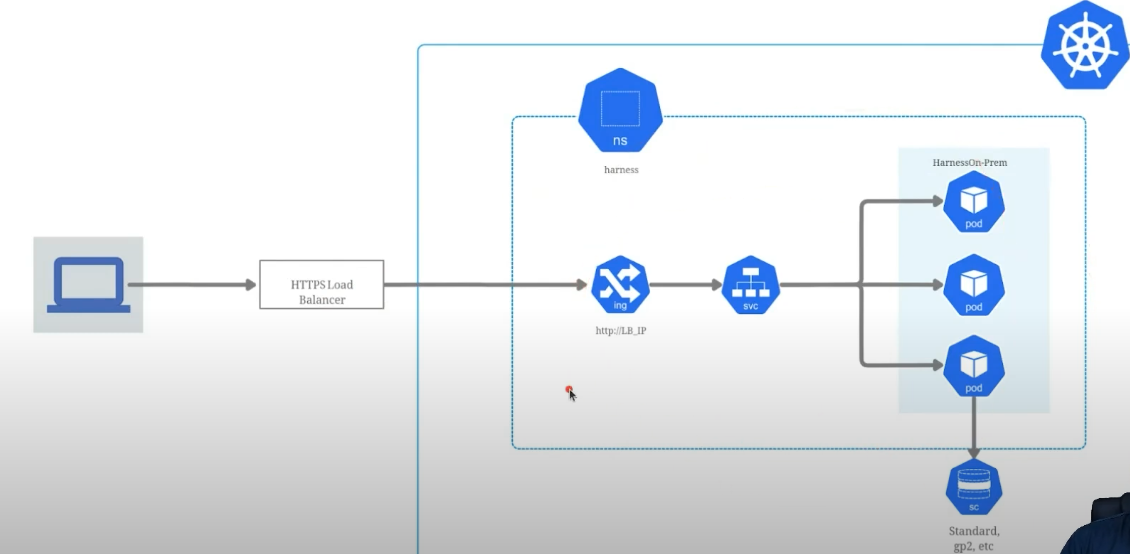 HarnessOn-Prem
ns
harness
pod
HTTPS Load
Balancer
ing
svc
pod
http://LB_IP
pod
sc
Standard,
gp2, etc